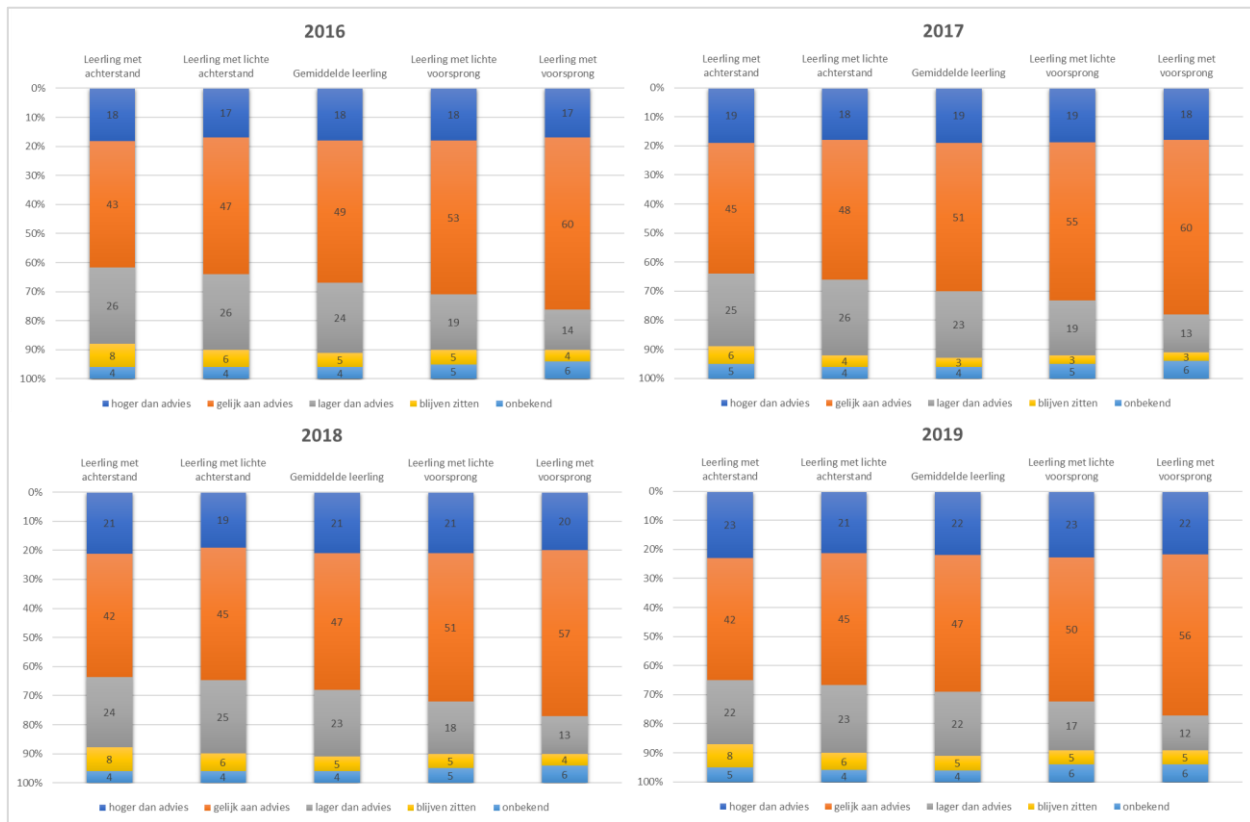 2016
Leerling met achterstand
Leerling met lichte achterstand
Gemiddelde leerling
Leerling met lichte voorsprong
Leerling met voorsprong
0%
10%
20%
30%
40%
50%
60%
70%
80%
90%
100%
18 17 18 18 17
43 47 49 53 60
26 26 24 19 14
8 6 5 5 4
4 4 4 5 6
hoger dan advies gelijk aan advies lager dan advies blijven zitten onbekend
2017
Leerling met achterstand
Leerling met lichte achterstand
Gemiddelde leerling
Leerling met lichte voorsprong
Leerling met voorsprong
0%
10%
20%
30%
40%
50%
60%
70%
80%
90%
100%
19 18 19 19 18
45 48 51 55 60
25 26 23 19 13
6 4 3 3 3
5 4 4 5 6
hoger dan advies gelijk aan advies lager dan advies blijven zitten onbekend
2018
Leerling met achterstand
Leerling met lichte achterstand
Gemiddelde leerling
Leerling met lichte voorsprong
Leerling met voorsprong
0%
10%
20%
30%
40%
50%
60%
70%
80%
90%
100%
21 19 21 21 20
42 45 47 51 57
24 25 23 18 13
8 6 5 5 4
4 4 4 5 6
hoger dan advies gelijk aan advies lager dan advies blijven zitten onbekend
2019
Leerling met achterstand
Leerling met lichte achterstand
Gemiddelde leerling
Leerling met lichte voorsprong
Leerling met voorsprong
0%
10%
20%
30%
40%
50%
60%
70%
80%
90%
100%
23 21 22 23 22
42 45 47 50 56
22 23 22 17 12
8 6 5 5 5
5 4 4 6 6
hoger dan advies gelijk aan advies lager dan advies blijven zitten onbekend